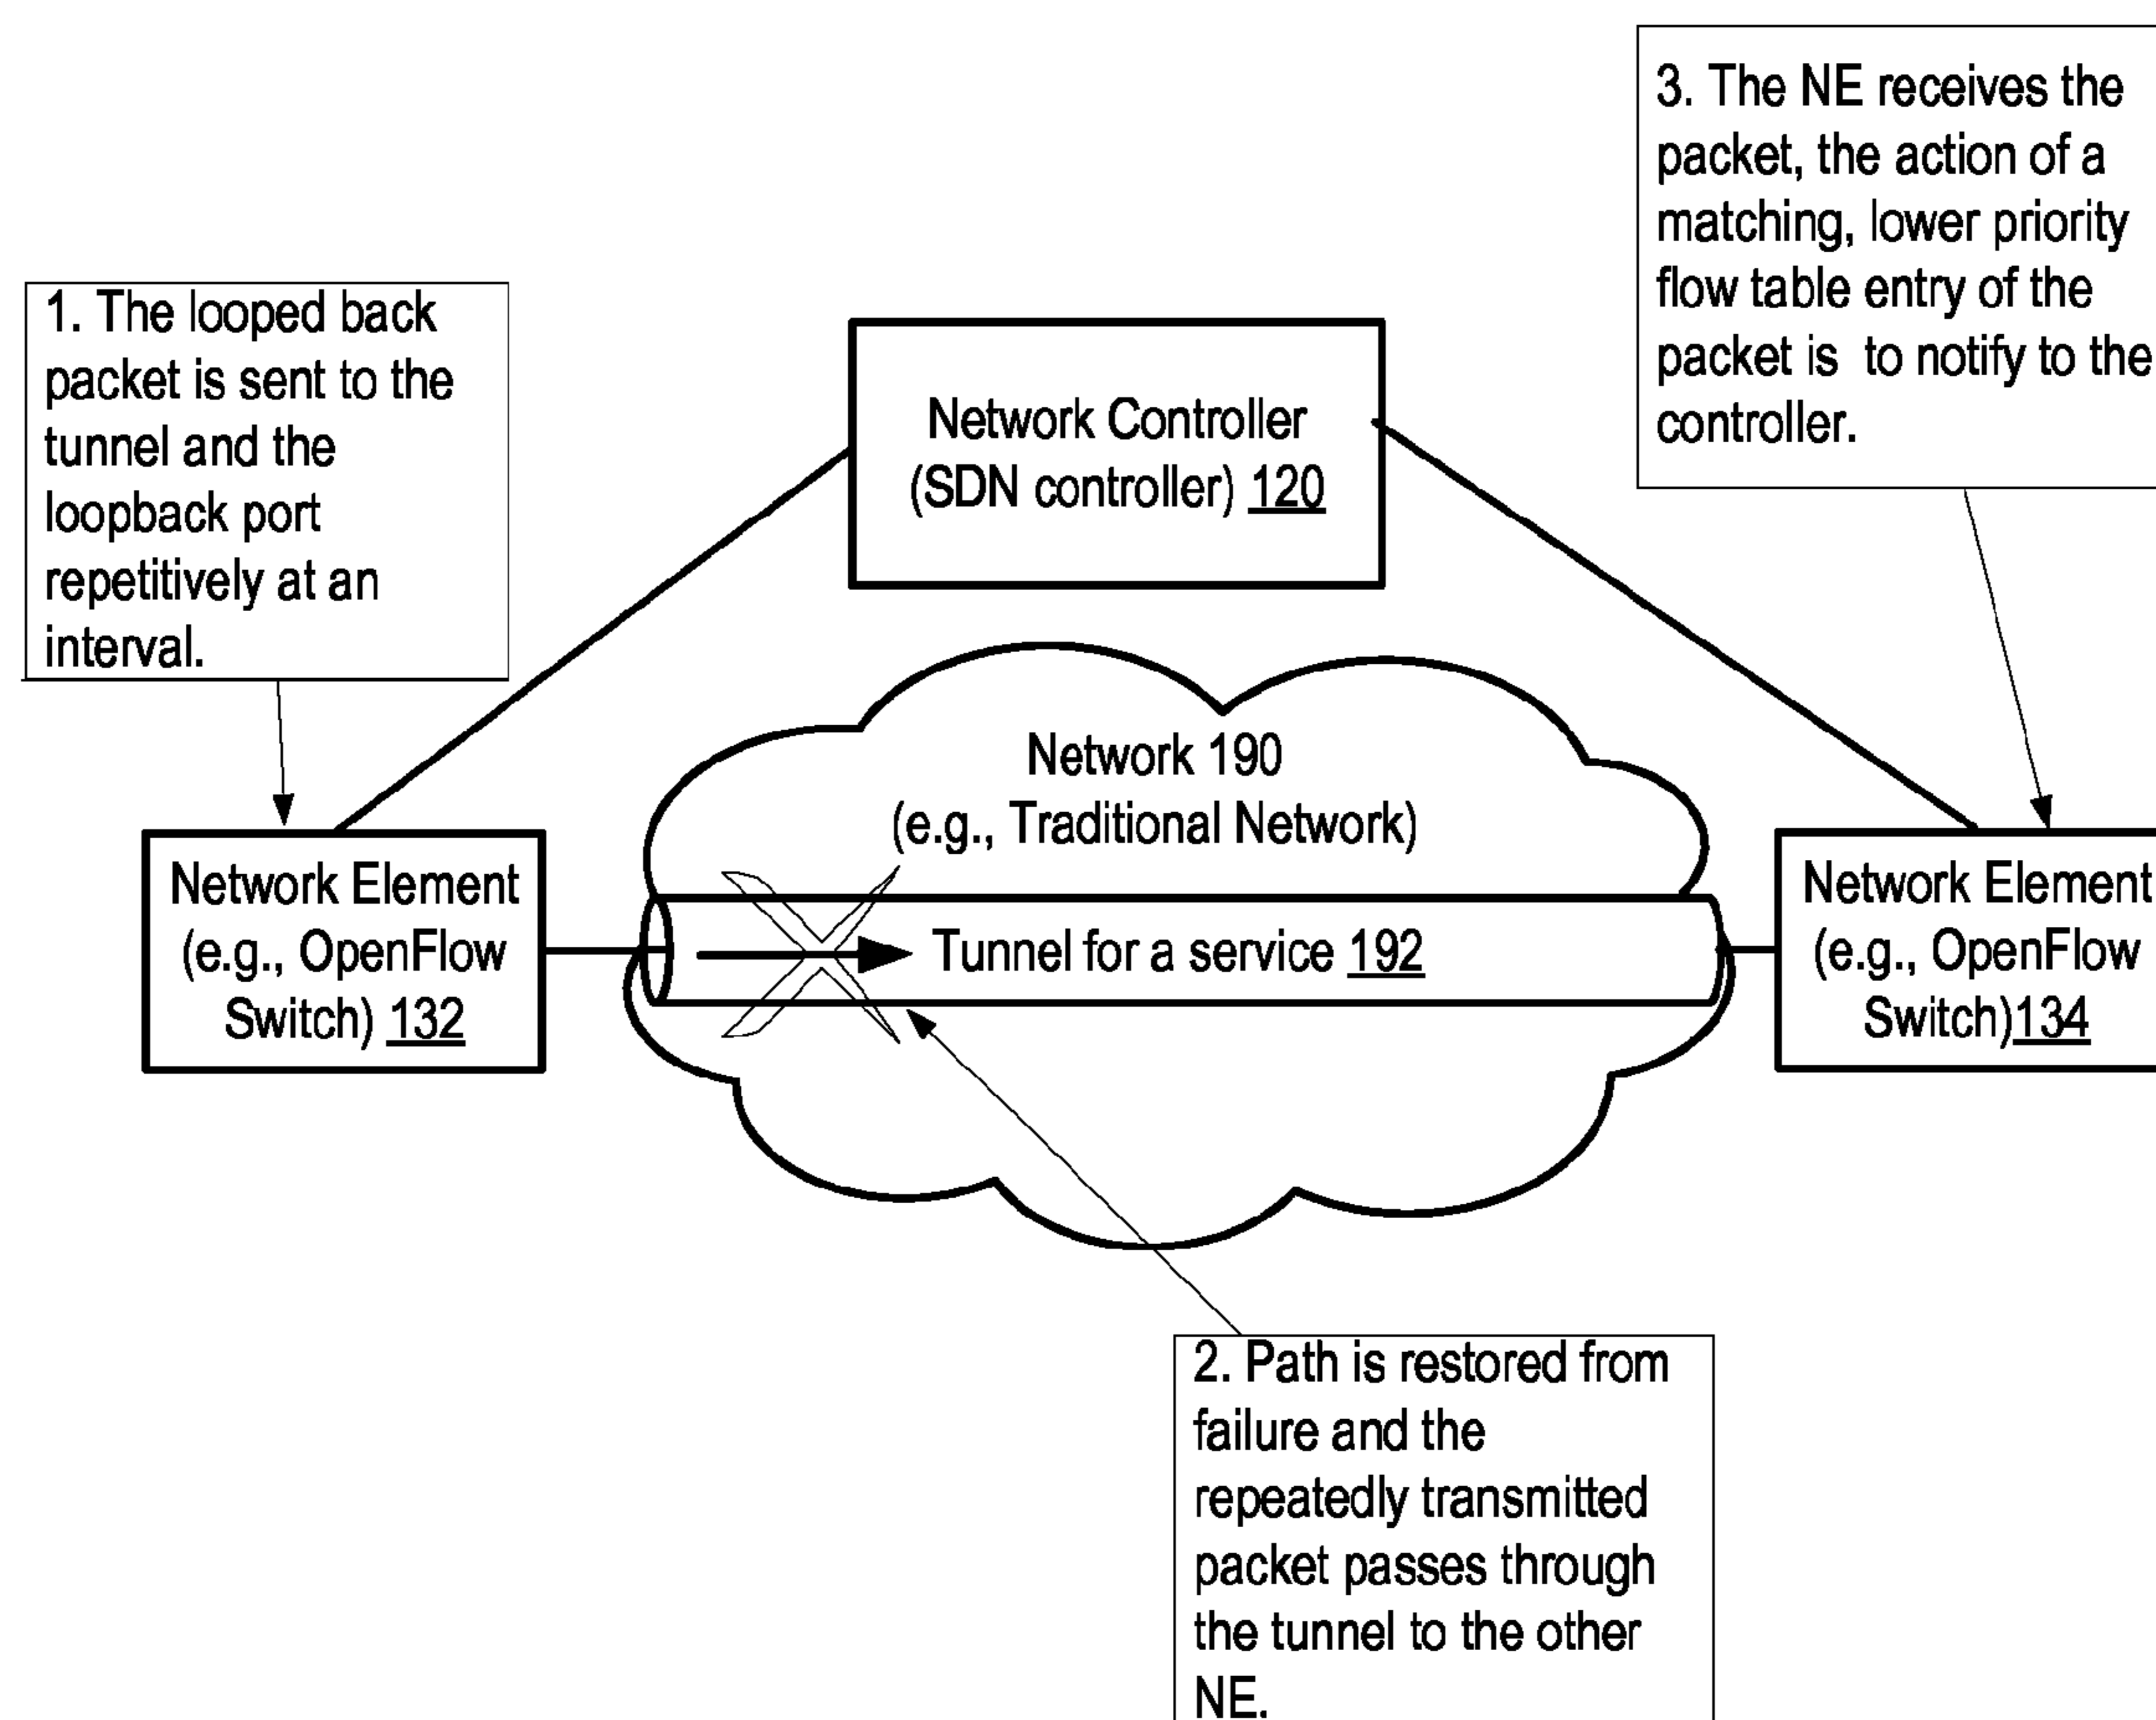 1. The looped back
packet is sent to the
tunnel and the
loopback port
repetitively at an
interval.
Network Controller
(SDN controller) 120
3. The NE receives the
packet, the action of a
matching, lower priority
flow table entry of the
packet is to notify to the
controller.
Network 190
(e.g., Traditional Network)
Network Element
(e.g., OpenFlow
Switch) 132
Tunnel for a service 192
Network Element
(e.g., OpenFlow
Switch)134
2. Path is restored from
failure and the
repeatedly transmitted
packet passes through
the tunnel to the other
NE.